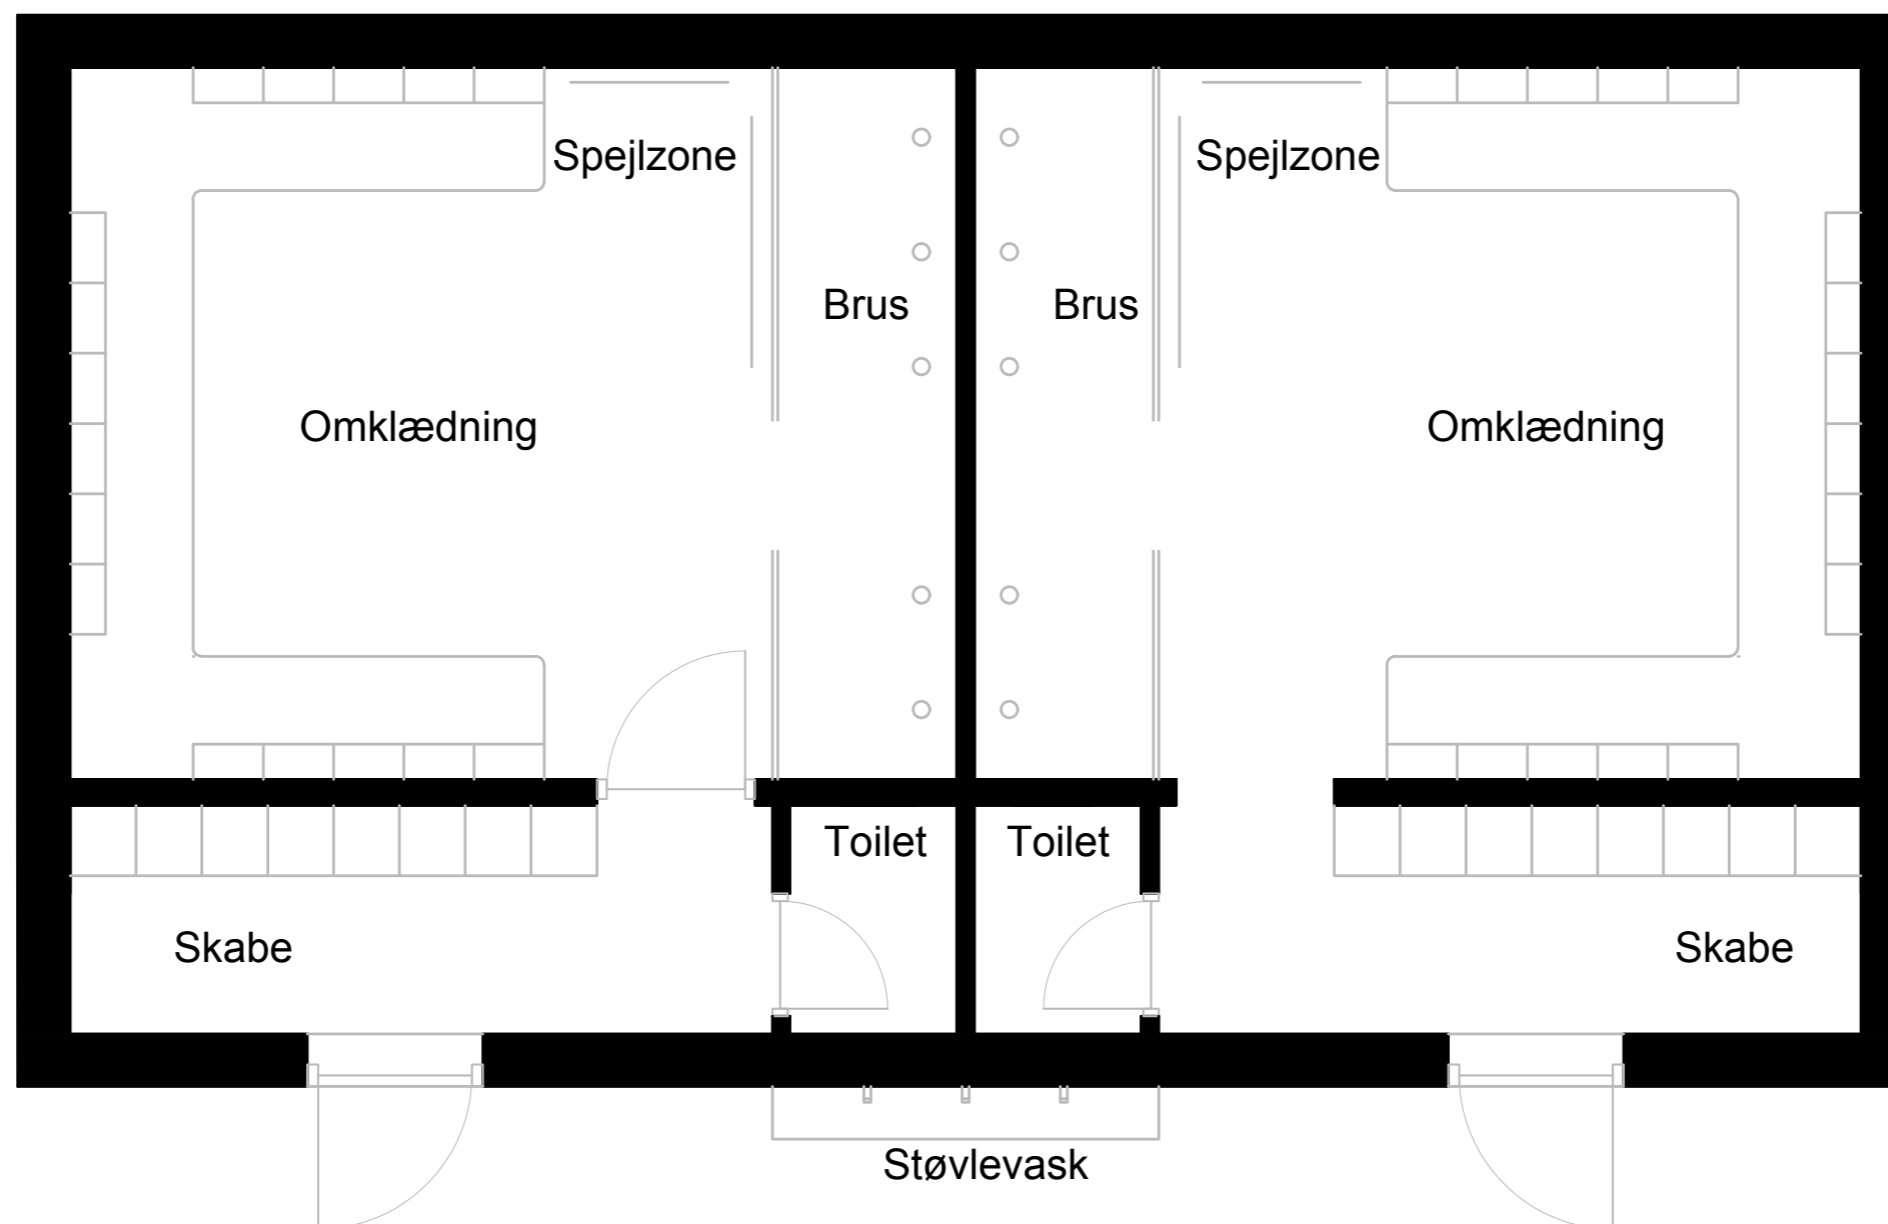 Spejlzone
Spejlzone
Brus
Brus
Omklædning
Omklædning
Toilet
Toilet
Skabe
Skabe
Støvlevask